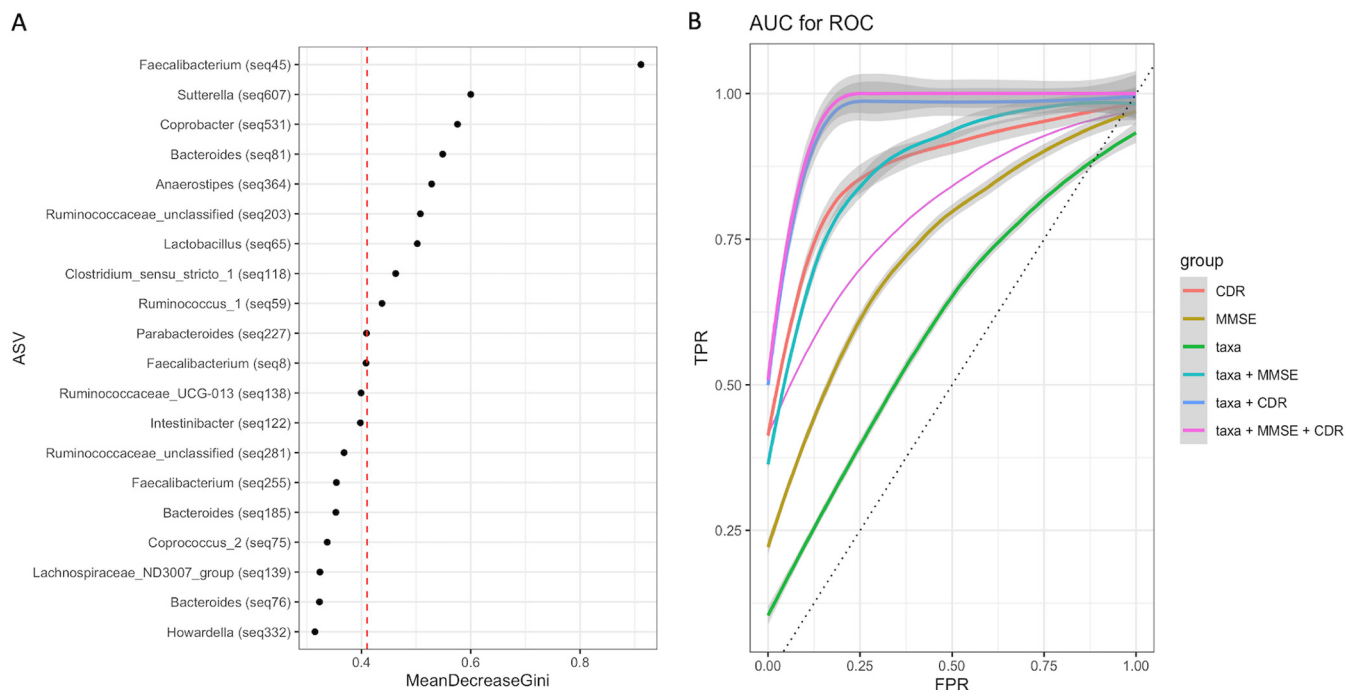 A
Faecalibacterium (seq45)
Sutterella (seq607)
Coprobacter (seq531)
Bacteroides (seq81)
Anaerostipes (seq364)
Ruminococcaceae_unclassified (seq203)
Lactobacillus (seq65)
Clostridium_sensu_stricto_1 (seq118)
Ruminococcus_1 (seq59)
Parabacteroides (seq227)
Faecalibacterium (seq8)
Ruminococcaceae_UCG-013 (seq138)
Intestinibacter (seq122)
Ruminococcaceae_unclassified (seq281)
Faecalibacterium (seq255)
Bacteroides (seq185)
Coprococcus_2 (seq75)
Lachnospiraceae_ND3007_group (seq139)
Bacteroides (seq76)
Howardella (seq332)
ASV
0.4 0.6 0.8
MeanDecreaseGini
B AUC for ROC
1.00
0.75
0.50
0.25
TPR
0.00 0.25 0.50 0.75 1.00
FPR
group
CDR
MMSE
taxa
taxa + MMSE
taxa + CDR
taxa + MMSE + CDR